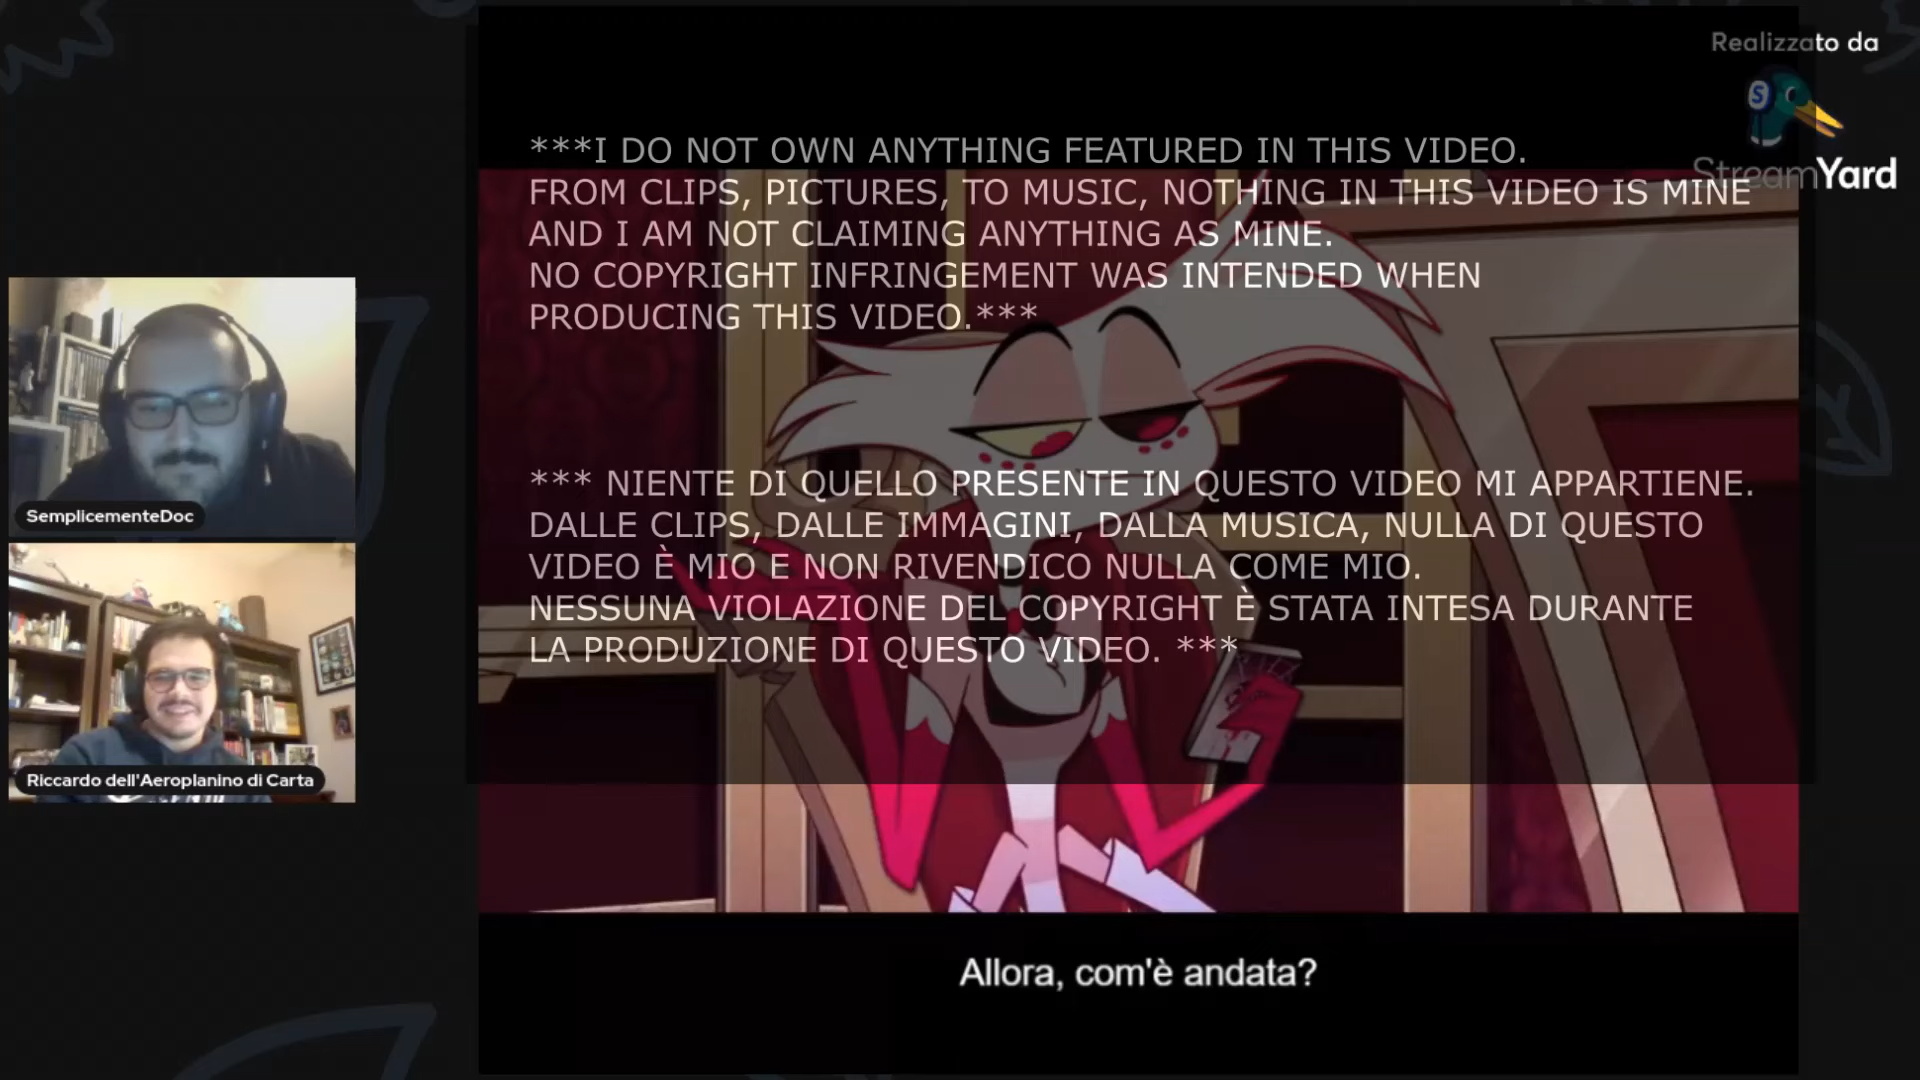 Realizzato da
StreamYard
***I DO NOT OWN ANYTHING FEATURED IN THIS VIDEO.
FROM CLIPS, PICTURES, TO MUSIC, NOTHING IN THIS VIDEO IS MINE
AND I AM NOT CLAIMING ANYTHING AS MINE.
NO COPYRIGHT INFRINGEMENT WAS INTENDED WHEN
PRODUCING THIS VIDEO.***
*** NIENTE DI QUELLO PRESENTE IN QUESTO VIDEO MI APPARTIENE.
DALLE CLIPS, DALLE IMMAGINI, DALLA MUSICA, NULLA DI QUESTO
VIDEO È MIO E NON RIVENDICO NULLA COME MIO.
NESSUNA VIOLAZIONE DEL COPYRIGHT È STATA INTESA DURANTE
LA PRODUZIONE DI QUESTO VIDEO. ***
SemplicementeDoc
Riccardo dell'Aeroplanino di Carta
Allora, com'è andata?